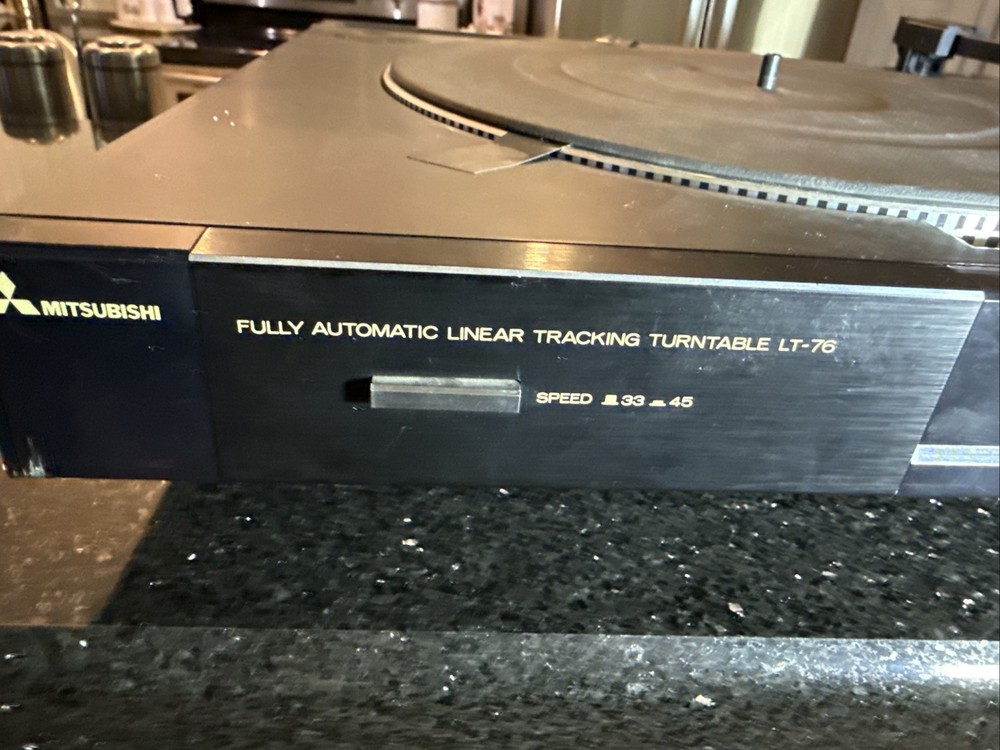 MITSUBISHI
FULLY AUTOMATIC LINEAR TRACKING TURNTABLE LT-76
SPEED 33 45